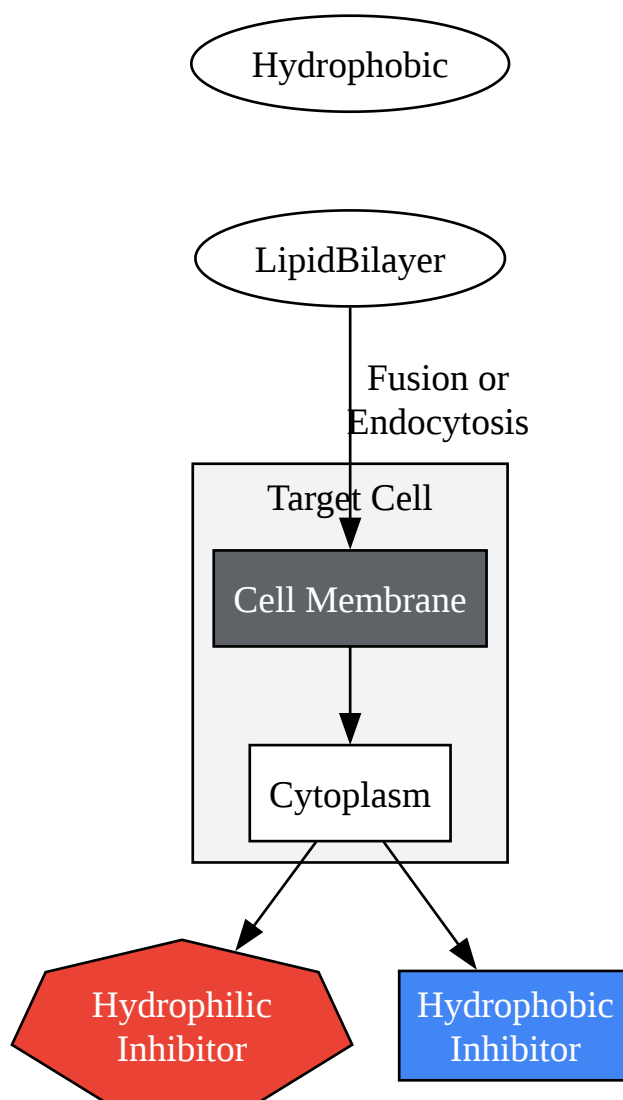 Hydrophobic
LipidBilayer
Fusion or
Endocytosis
Target Cell
Cell Membrane
Cytoplasm
Hydrophilic
Inhibitor
Hydrophobic
Inhibitor